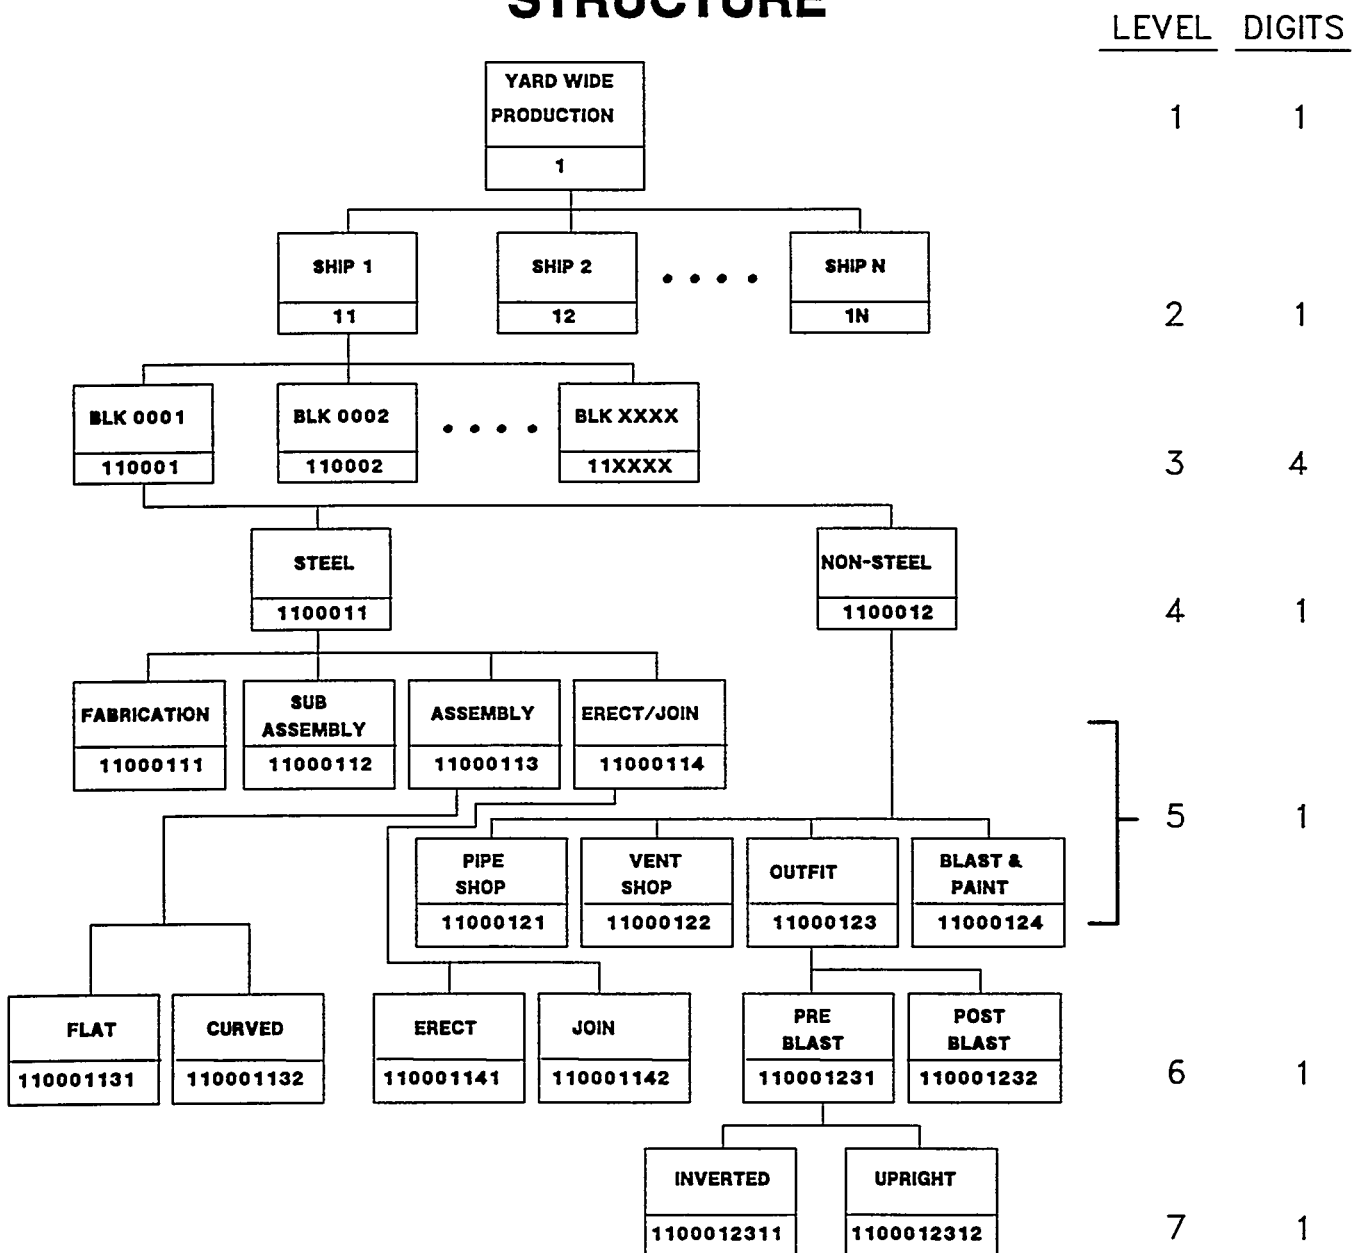 STRUCTURE
LEVEL DIGITS
YARD WIDE
PRODUCTION
1
1 1
SHIP 1
11
SHIP 2
12
SHIP N
1N
2 1
BLK 0001
110001
BLK 0002
110002
BLK XXXX
11XXXX
3 4
STEEL
1100011
NON-STEEL
1100012
4 1
FABRICATION
11000111
SUB
ASSEMBLY
11000112
ASSEMBLY
11000113
ERECT/JOIN
11000114
5 1
PIPE
SHOP
11000121
VENT
SHOP
11000122
OUTFIT
11000123
BLAST &
PAINT
11000124
FLAT
110001131
CURVED
110001132
ERECT
110001141
JOIN
110001142
PRE
BLAST
110001231
POST
BLAST
110001232
6 1
INVERTED
1100012311
UPRIGHT
1100012312
7 1